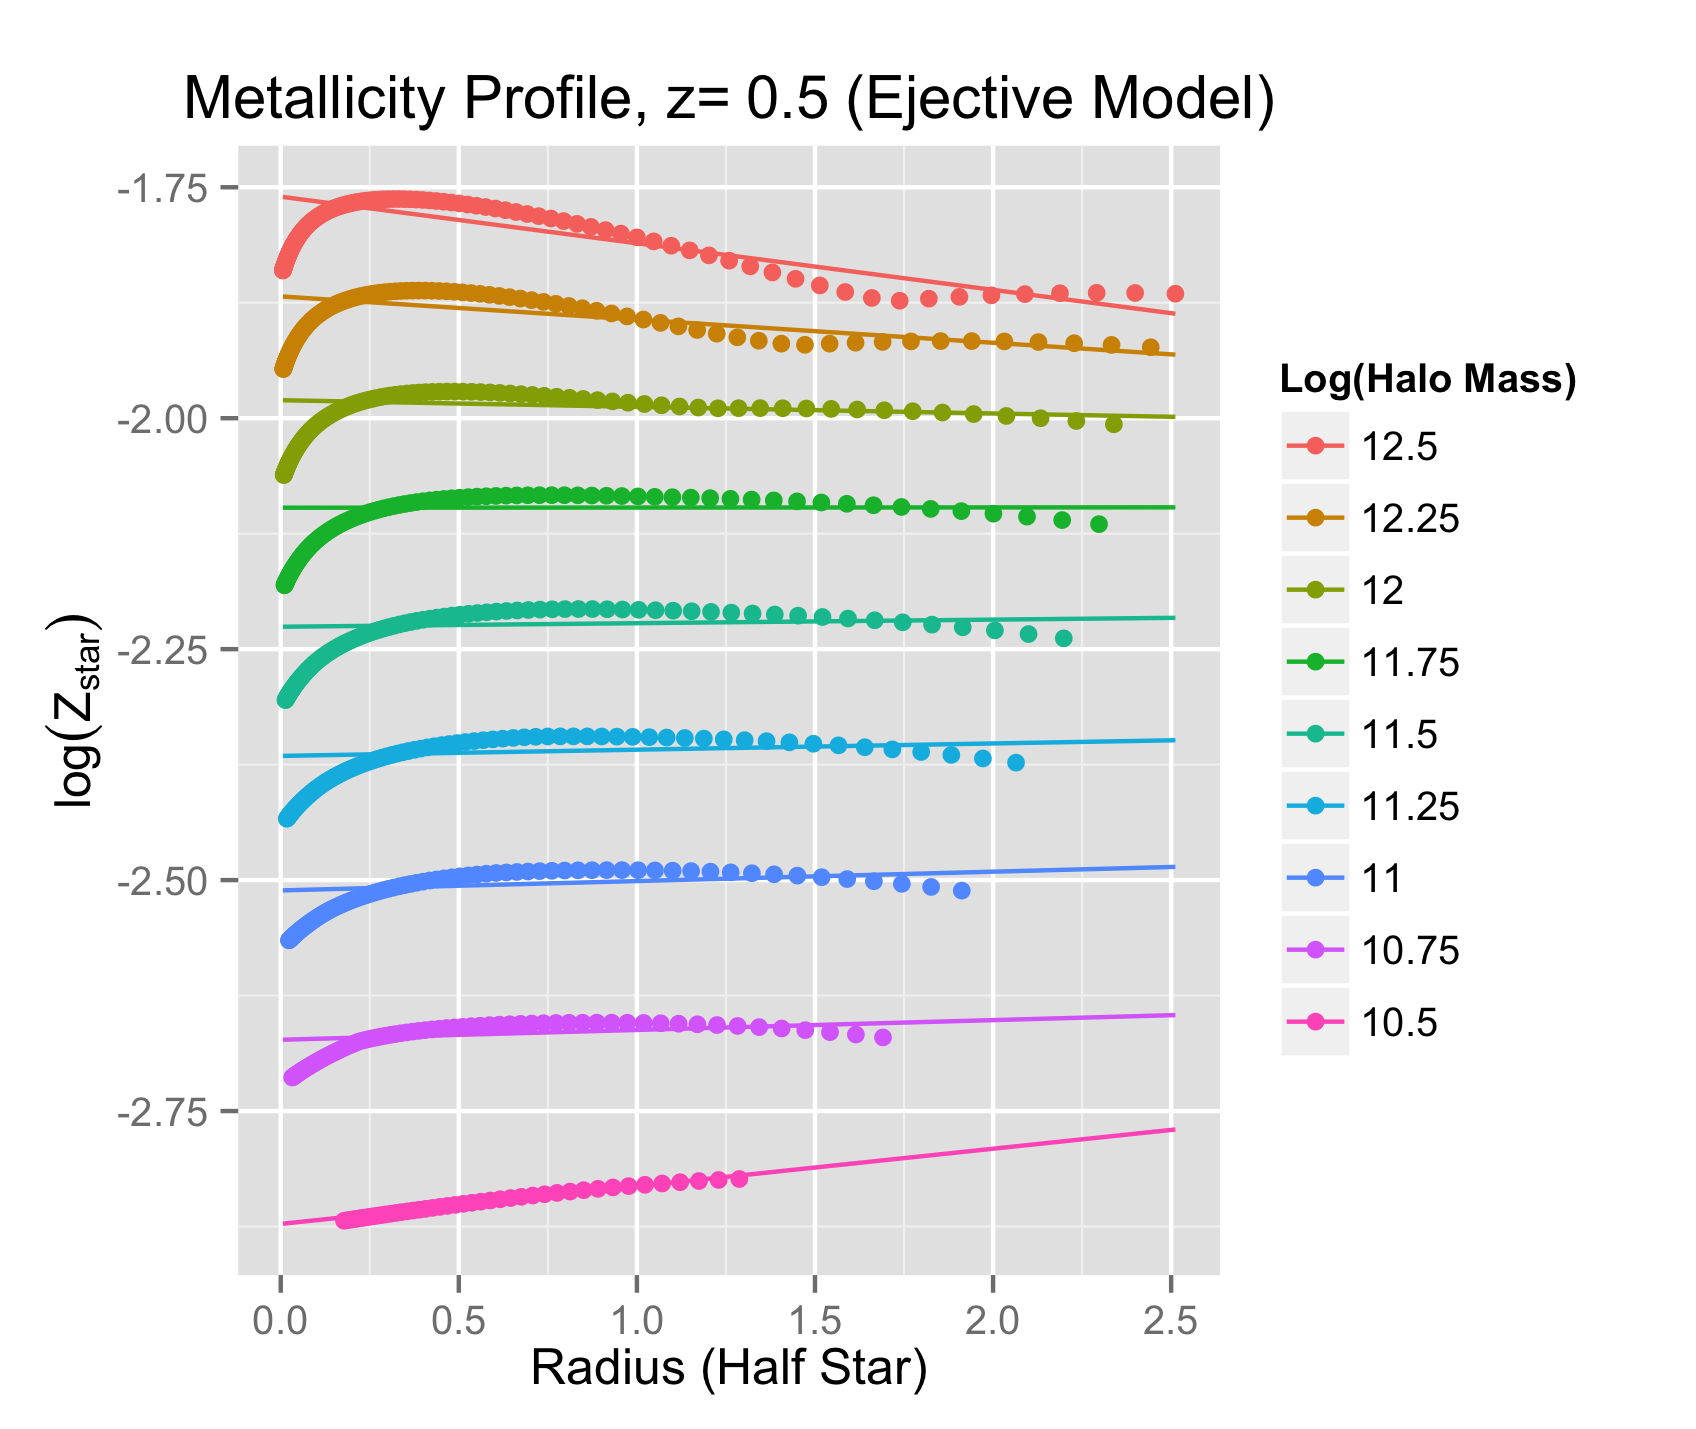 Metallicity Profile, z= 0.5 (Ejective Model)
-1.75
-2.00
-2.25
-2.50
-2.75
log(Zstar)
0.0 0.5 1.0 1.5 2.0 2.5
Radius (Half Star)
Log(Halo Mass)
12.5
12.25
12
11.75
11.5
11.25
11
10.75
10.5